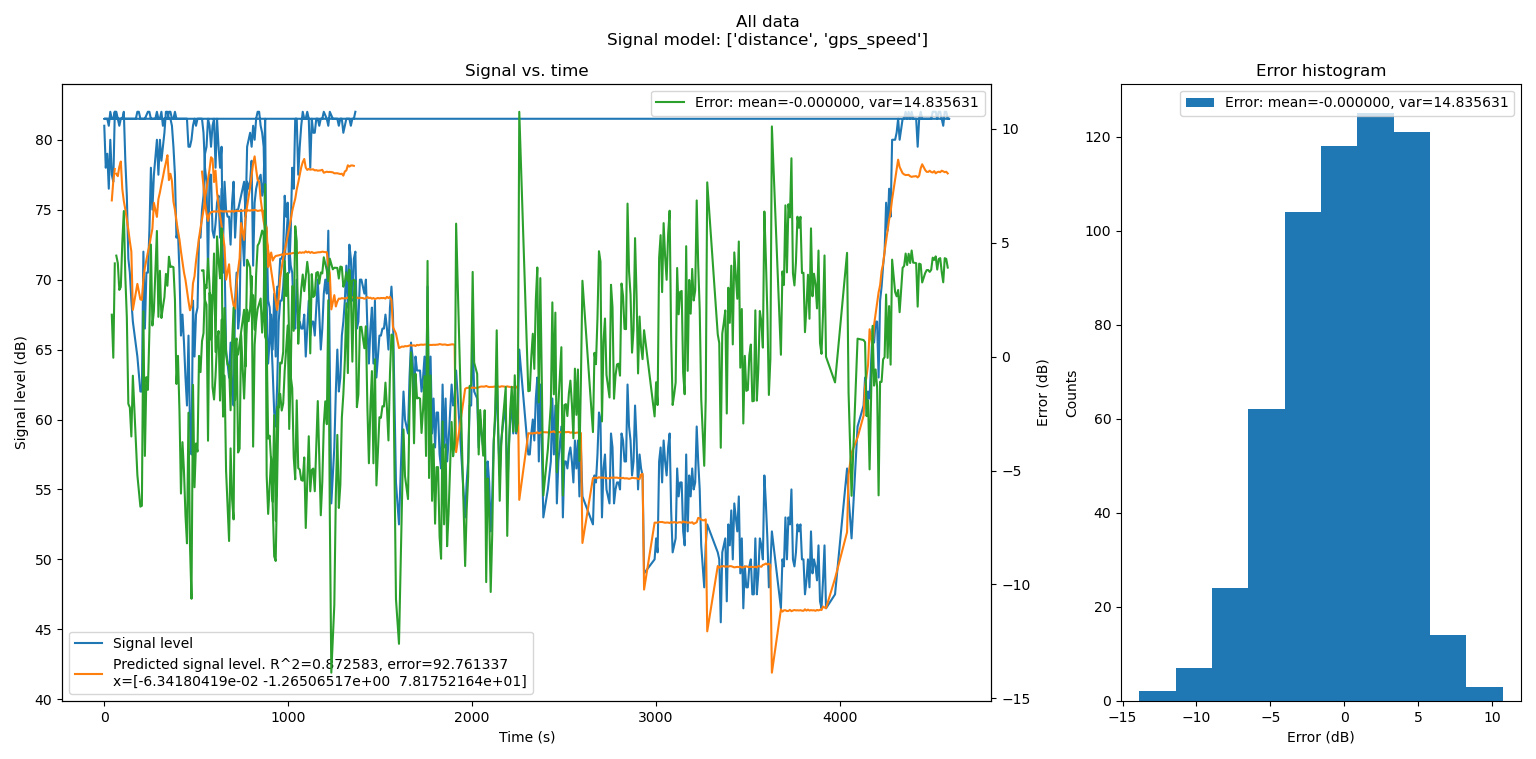 All data
Signal model: ['distance', 'gps_speed']
Signal vs. time
Error: mean=-0.000000, var=14.835631
Signal level (dB)
80
75
70
65
60
55
50
45
40
10
5
0
−5
−10
−15
Error (dB)
Signal level
Predicted signal level. R^2=0.872583, error=92.761337
x=[-6.34180419e-02 -1.26506517e+00  7.81752164e+01]
0
1000
2000
3000
4000
Time (s)
Error histogram
Error: mean=-0.000000, var=14.835631
Counts
120
100
80
60
40
20
0
−15
−10
−5
0
5
10
Error (dB)